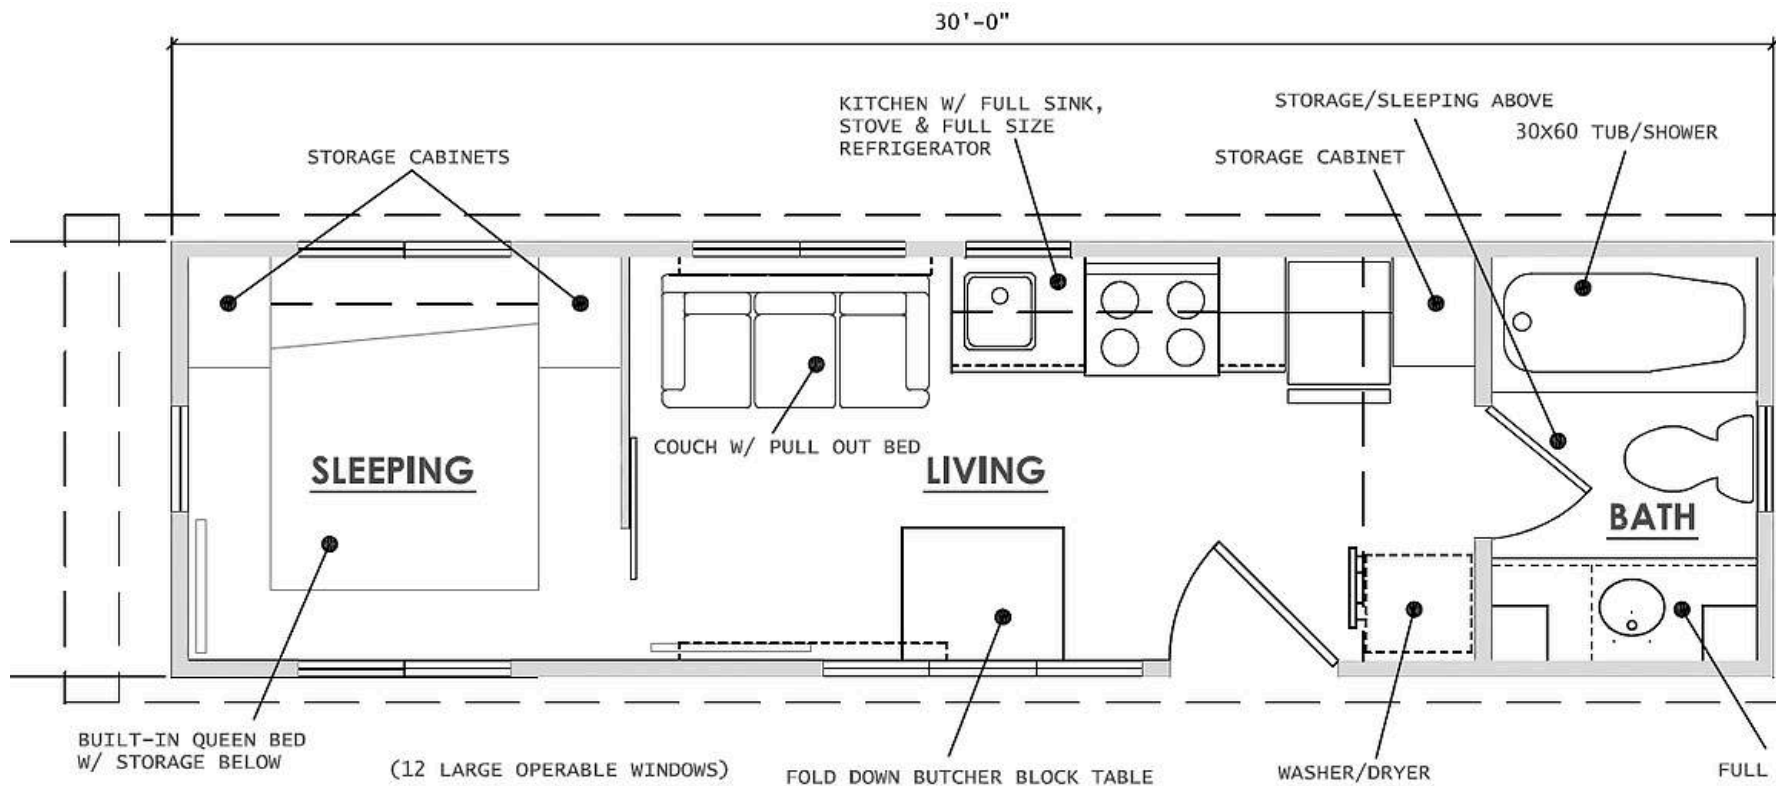 30'-0"
KITCHEN W/ FULL SINK,
STOVE & FULL SIZE
REFRIGERATOR
STORAGE/SLEEPING ABOVE
30X60 TUB/SHOWER
STORAGE CABINETS
STORAGE CABINET
COUCH W/ PULL OUT BED
SLEEPING
LIVING
BATH
BUILT-IN QUEEN BED
W/ STORAGE BELOW
(12 LARGE OPERABLE WINDOWS)
FOLD DOWN BUTCHER BLOCK TABLE
WASHER/DRYER
FULL